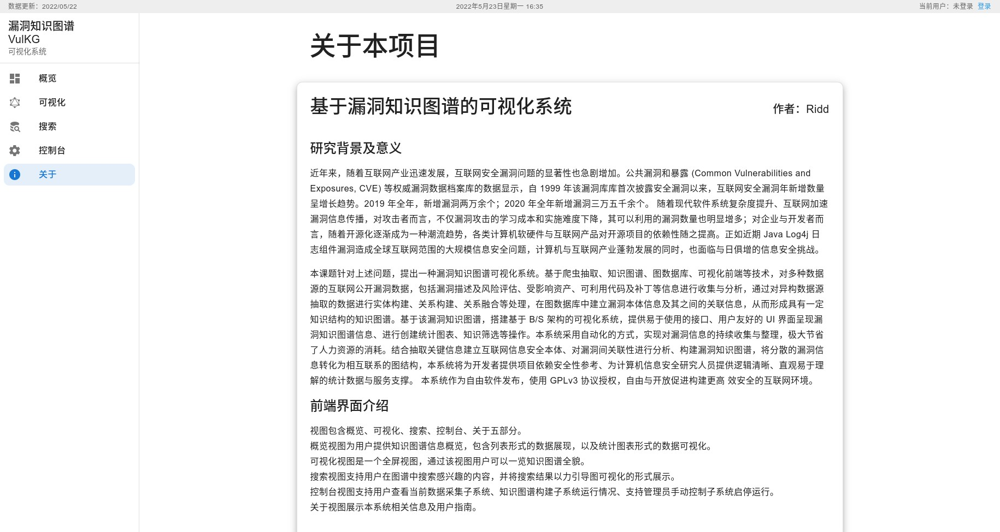 数据更新：2022/05/22
2022年5月23日星期一 16:35
当前用户：未登录 登录
漏洞知识图谱
VulKG
可视化系统
概览
可视化
搜索
控制台
关于
关于本项目
基于漏洞知识图谱的可视化系统
作者：Ridd
研究背景及意义
近年来，随着互联网产业迅速发展，互联网安全漏洞问题的显著性也急剧增加。公共漏洞和暴露 (Common Vulnerabilities and
Exposures, CVE) 等权威漏洞数据档案库的数据显示，自 1999 年该漏洞库库首次披露安全漏洞以来，互联网安全漏洞年新增数量
呈增长趋势。2019 年全年，新增漏洞两万余个；2020 年全年新增漏洞三万五千余个。 随着现代软件系统复杂度提升、互联网加速
漏洞信息传播，对攻击者而言，不仅漏洞攻击的学习成本和实施难度下降，其可以利用的漏洞数量也明显增多；对企业与开发者而
言，随着开源化逐渐成为一种潮流趋势，各类计算机软硬件与互联网产品对开源项目的依赖性随之提高。正如近期 Java Log4j 日
志组件漏洞造成全球互联网范围的大规模信息安全问题，计算机与互联网产业蓬勃发展的同时，也面临与日俱增的信息安全挑战。
本课题针对上述问题，提出一种漏洞知识图谱可视化系统。基于爬虫抽取、知识图谱、图数据库、可视化前端等技术，对多种数据
源的互联网公开漏洞数据，包括漏洞描述及风险评估、受影响资产、可利用代码及补丁等信息进行收集与分析，通过对异构数据源
抽取的数据进行实体构建、关系构建、关系融合等处理，在图数据库中建立漏洞本体信息及其之间的关联信息，从而形成具有一定
知识结构的知识图谱。基于该漏洞知识图谱，搭建基于 B/S 架构的可视化系统，提供易于使用的接口、用户友好的 UI 界面呈现漏
洞知识图谱信息、进行创建统计图表、知识筛选等操作。本系统采用自动化的方式，实现对漏洞信息的持续收集与整理，极大节省
了人力资源的消耗。结合抽取关键信息建立互联网信息安全本体、对漏洞间关联性进行分析、构建漏洞知识图谱，将分散的漏洞信
息转化为相互联系的图结构，本系统将为开发者提供项目依赖安全性参考、为计算机信息安全研究人员提供逻辑清晰、直观易于理
解的统计数据与服务支撑。 本系统作为自由软件发布，使用 GPLv3 协议授权，自由与开放促进构建更高 效安全的互联网环境。
前端界面介绍
视图包含概览、可视化、搜索、控制台、关于五部分。
概览视图为用户提供知识图谱信息概览，包含列表形式的数据展现，以及统计图表形式的数据可视化。
可视化视图是一个全屏视图，通过该视图用户可以一览知识图谱全貌。
搜索视图支持用户在图谱中搜索感兴趣的内容，并将搜索结果以力引导图可视化的形式展示。
控制台视图支持用户查看当前数据采集子系统、知识图谱构建子系统运行情况、支持管理员手动控制子系统启停运行。
关于视图展示本系统相关信息及用户指南。